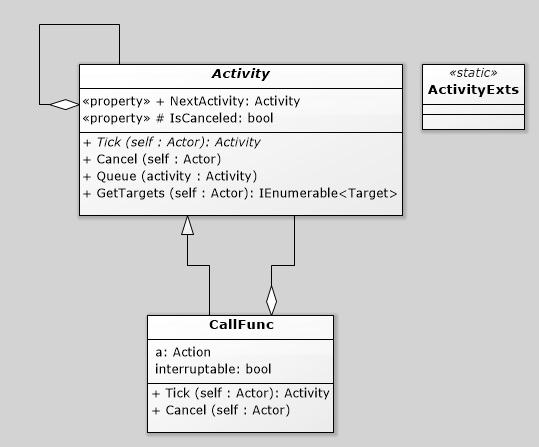 Activity
«property» + NextActivity: Activity
«property» # IsCanceled: bool
+ Tick (self : Actor): Activity
+ Cancel (self : Actor)
+ Queue (activity : Activity)
+ GetTargets (self : Actor): IEnumerable<Target>
«static»
ActivityExts
CallFunc
a: Action
interruptable: bool
+ Tick (self : Actor): Activity
+ Cancel (self : Actor)